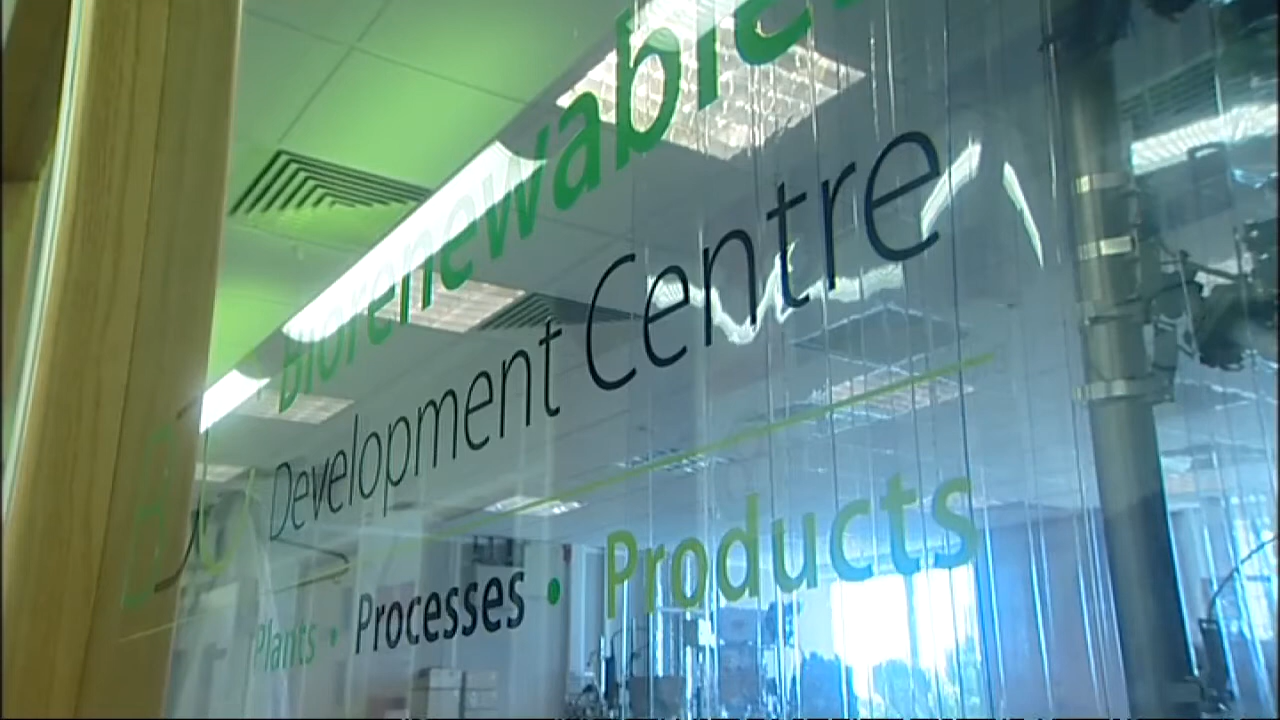 Biorenewables
Development Centre
Plants • Processes • Products